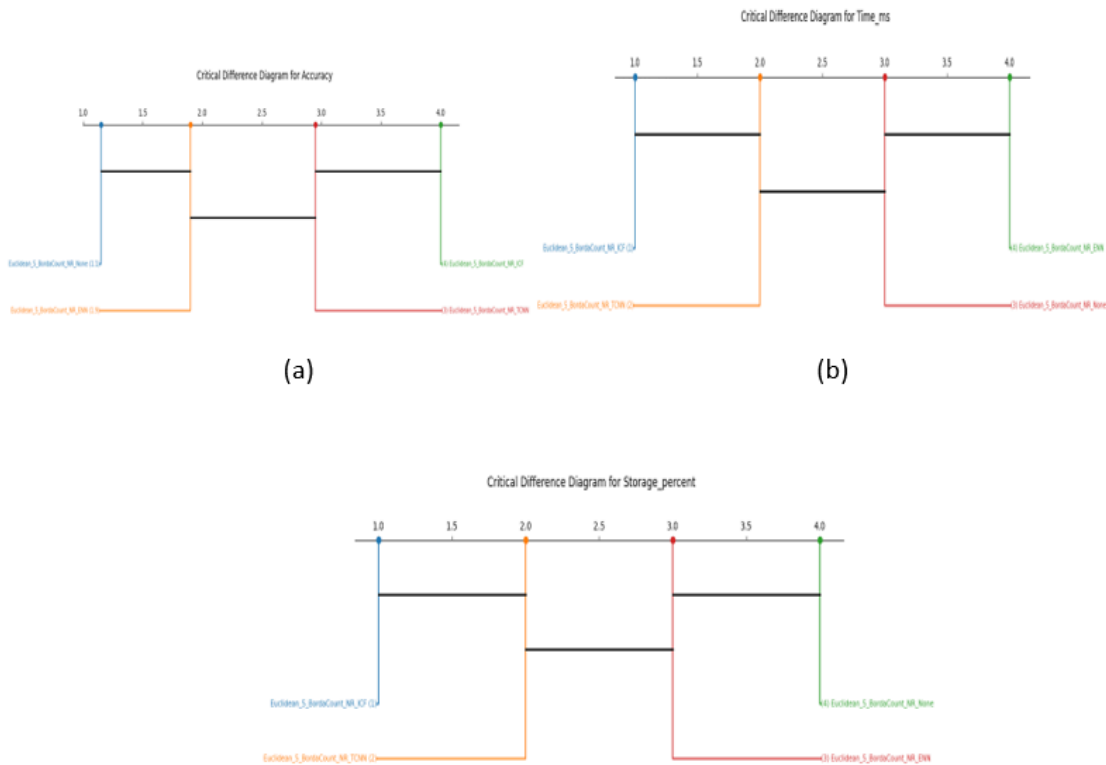 Critical Difference Diagram for Accuracy
1.0 1.5 2.0 2.5 3.0 3.5 4.0
Euclidean_5_BordaCount_NR_None (1.1) (4) Euclidean_5_BordaCount_NR_ICF
Euclidean_5_BordaCount_NR_ENN (1.9) (3) Euclidean_5_BordaCount_NR_TCNN
(a)
Critical Difference Diagram for Time_ms
1.0 1.5 2.0 2.5 3.0 3.5 4.0
Euclidean_5_BordaCount_NR_ICF (1) (4) Euclidean_5_BordaCount_NR_ENN
Euclidean_5_BordaCount_NR_TCNN (2) (3) Euclidean_5_BordaCount_NR_None
(b)
Critical Difference Diagram for Storage_percent
1.0 1.5 2.0 2.5 3.0 3.5 4.0
Euclidean_5_BordaCount_NR_ICF (1) (4) Euclidean_5_BordaCount_NR_None
Euclidean_5_BordaCount_NR_TCNN (2) (3) Euclidean_5_BordaCount_NR_ENN